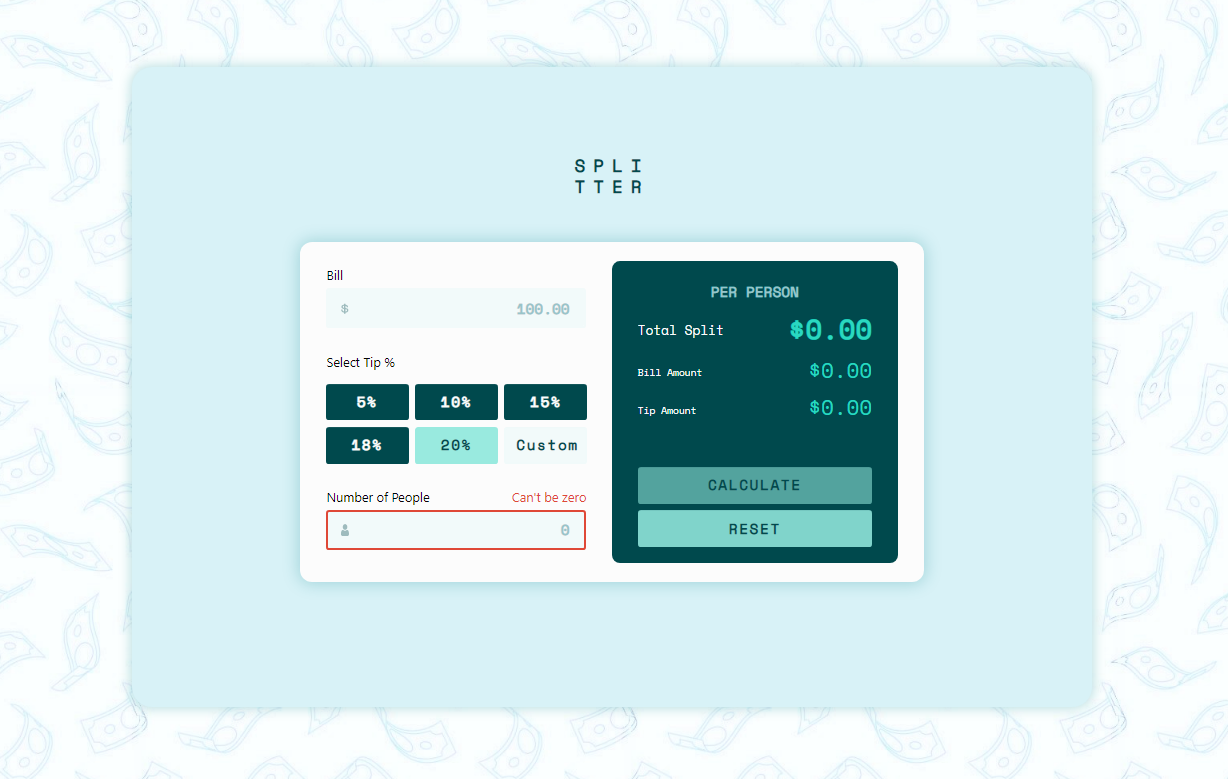 SPLI
TTER
Bill
$ 100.00
Select Tip %
5% 10% 15%
18% 20% Custom
Number of People Can't be zero
0
PER PERSON
Total Split $0.00
Bill Amount $0.00
Tip Amount $0.00
CALCULATE
RESET